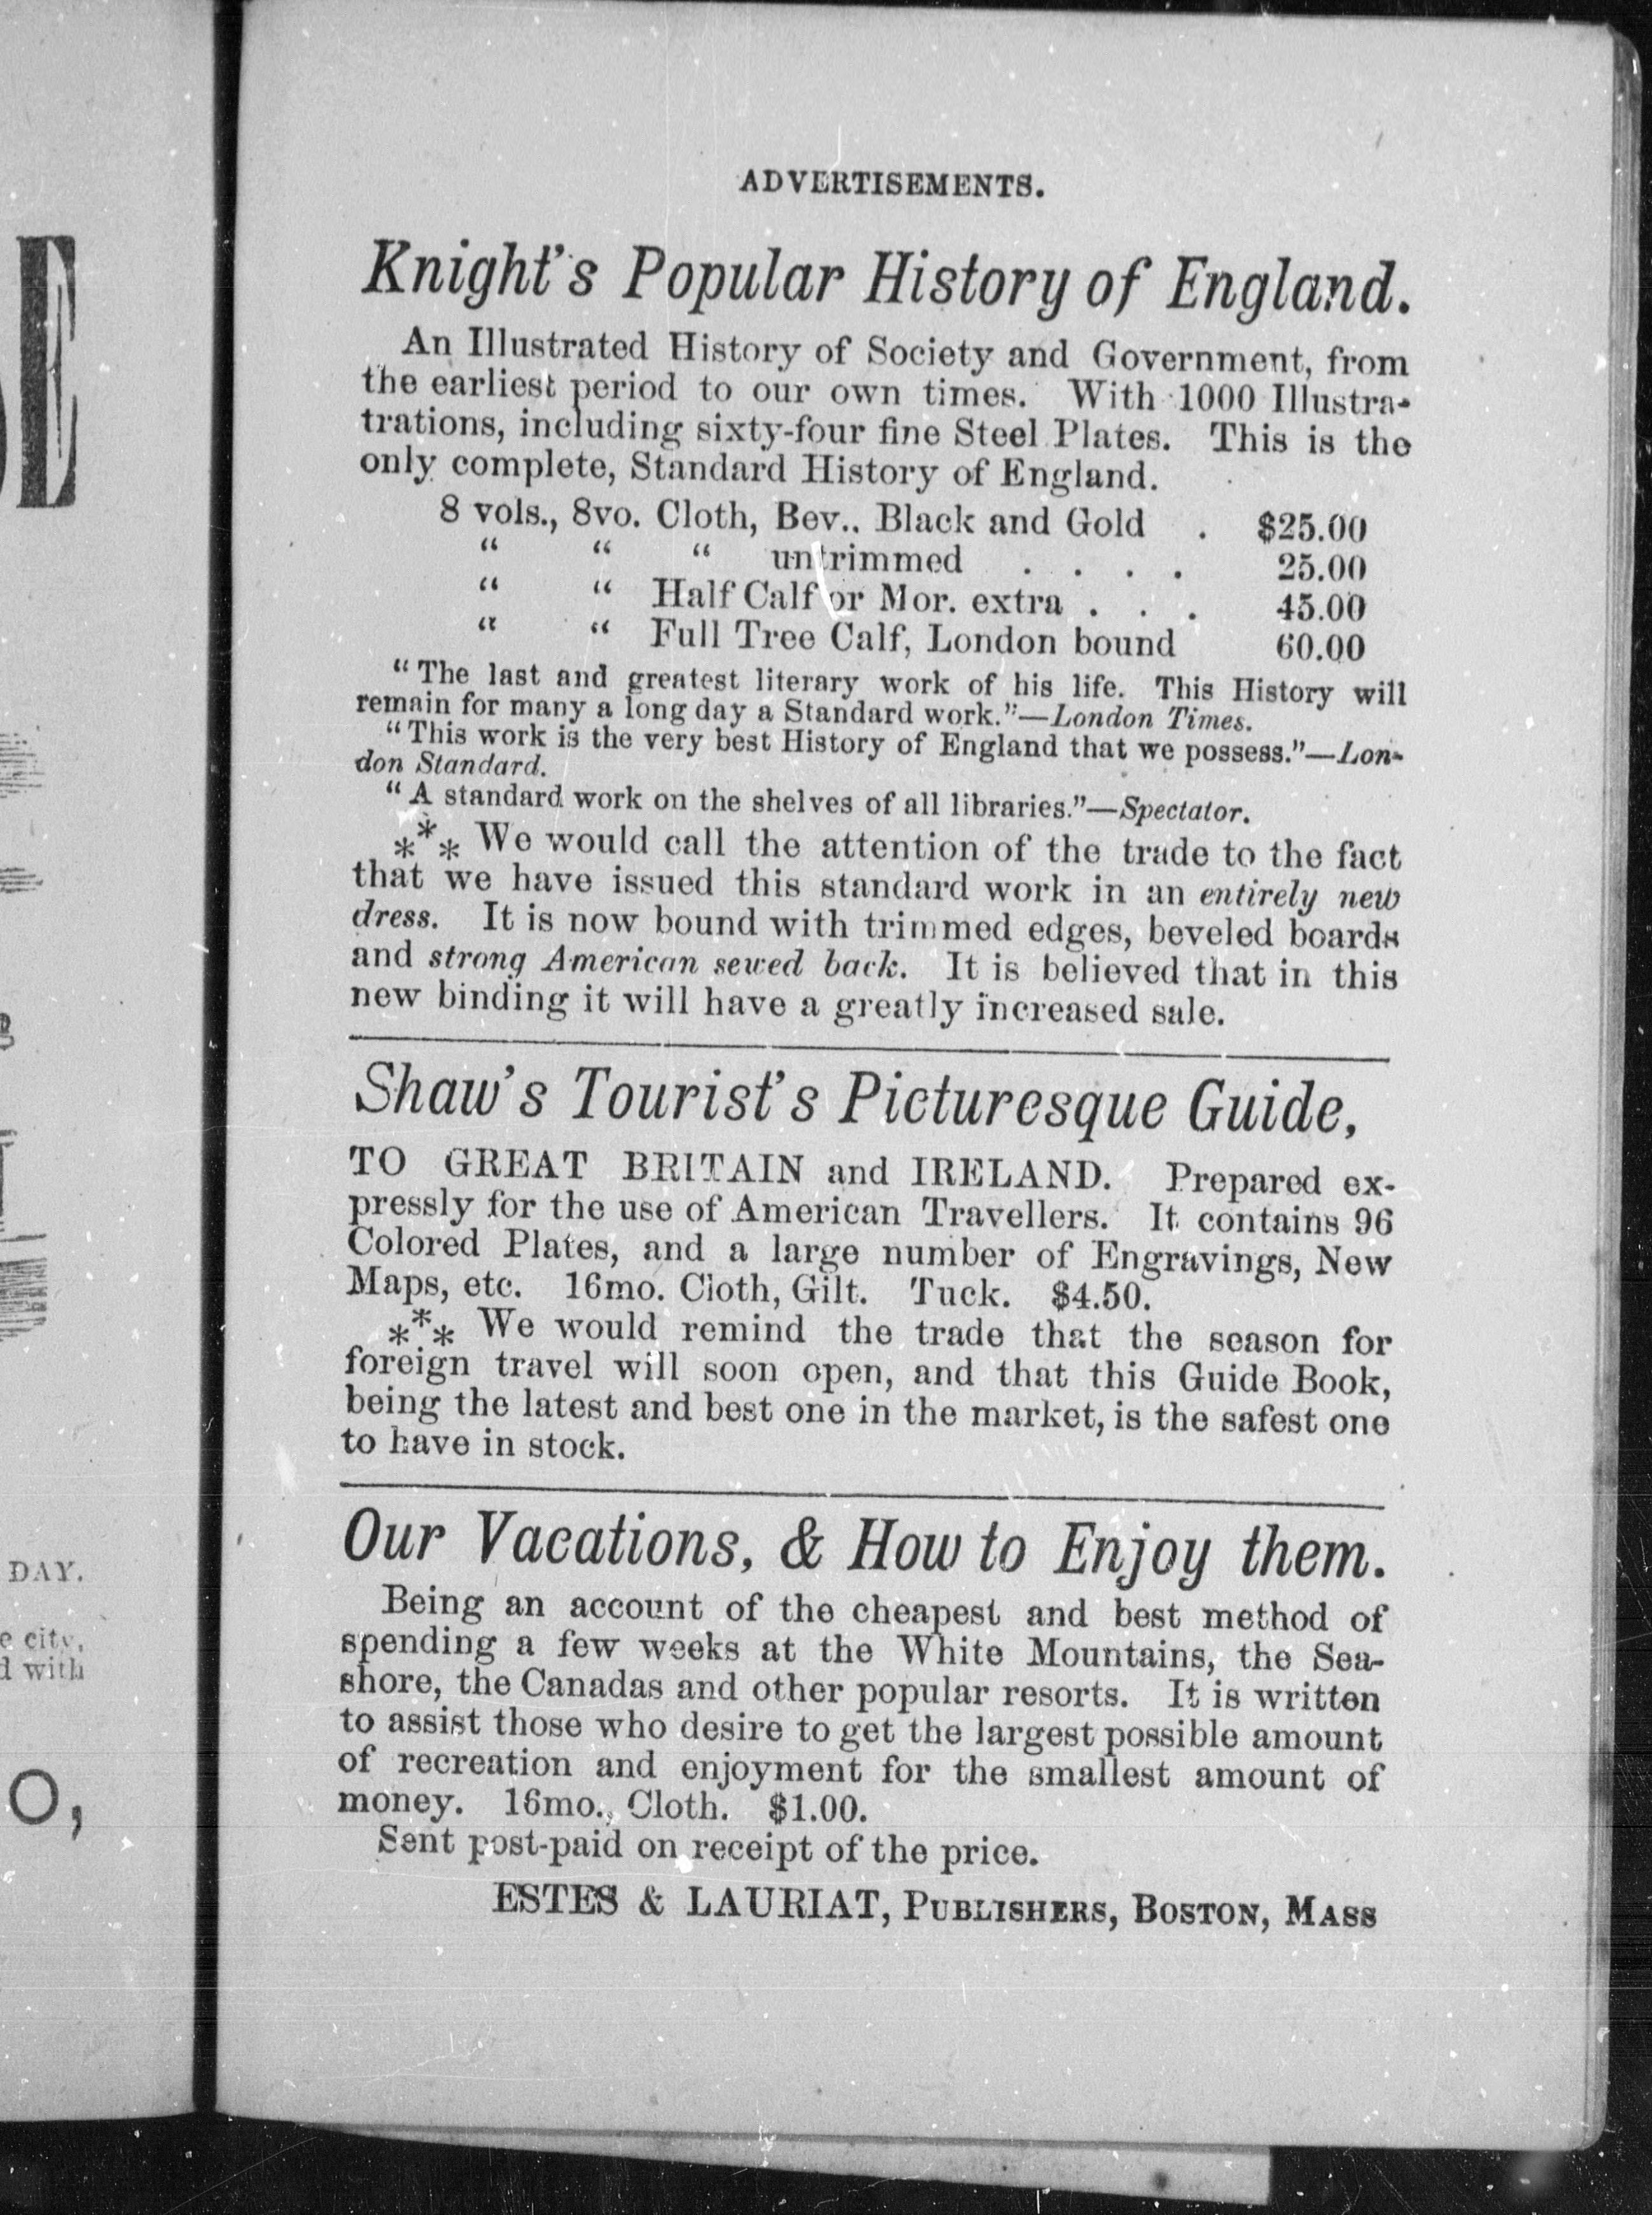 E
DAY.
e city,
d with
O,
ADVERTISEMENTS.
Knight's Popular History of England.
An Illustrated History of Society and Government, from
the earliest period to our own times. With 1000 Illustra-
trations, including sixty-four fine Steel Plates. This is the
only complete, Standard History of England.
8 vols., 8vo. Cloth, Bev.. Black and Gold . $25.00
“ “ “ untrimmed . . . . 25.00
“ “ Half Calf or Mor. extra . . . 45.00
“ “ Full Tree Calf, London bound 60.00
“The last and greatest literary work of his life. This History will
remain for many a long day a Standard work.”—London Times.
“This work is the very best History of England that we possess.”—Lon-
don Standard.
“A standard work on the shelves of all libraries.”—Spectator.
*** We would call the attention of the trade to the fact
that we have issued this standard work in an entirely new
dress. It is now bound with trimmed edges, beveled boards
and strong American sewed back. It is believed that in this
new binding it will have a greatly increased sale.
Shaw's Tourist's Picturesque Guide,
TO GREAT BRITAIN and IRELAND. Prepared ex-
pressly for the use of American Travellers. It contains 96
Colored Plates, and a large number of Engravings, New
Maps, etc. 16mo. Cloth, Gilt. Tuck. $4.50.
*** We would remind the trade that the season for
foreign travel will soon open, and that this Guide Book,
being the latest and best one in the market, is the safest one
to have in stock.
Our Vacations, & How to Enjoy them.
Being an account of the cheapest and best method of
spending a few weeks at the White Mountains, the Sea-
shore, the Canadas and other popular resorts. It is written
to assist those who desire to get the largest possible amount
of recreation and enjoyment for the smallest amount of
money. 16mo., Cloth. $1.00.
Sent post-paid on receipt of the price.
ESTES & LAURIAT, PUBLISHERS, BOSTON, MASS